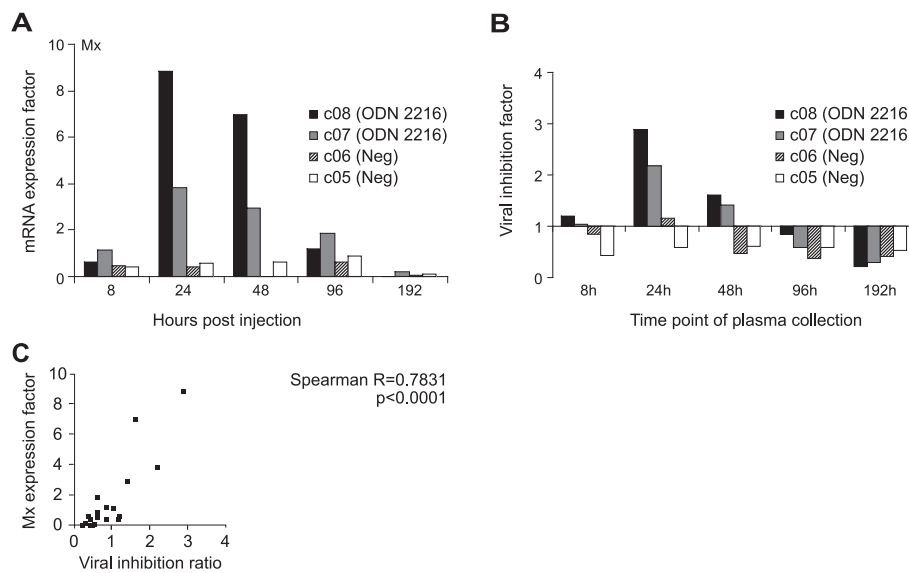 A
Mx
mRNA expression factor
10
8
6
4
2
0
c08 (ODN 2216)
c07 (ODN 2216)
c06 (Neg)
c05 (Neg)
8 24 48 96 192
Hours post injection
B
Viral inhibition factor
4
3
2
1
0
c08 (ODN 2216
c07 (ODN 2216
c06 (Neg)
c05 (Neg)
8h 24h 48h 96h 192h
Time point of plasma collection
C
Mx expression factor
10
8
6
4
2
0
Spearman R=0.7831
p<0.0001
0 1 2 3 4
Viral inhibition ratio